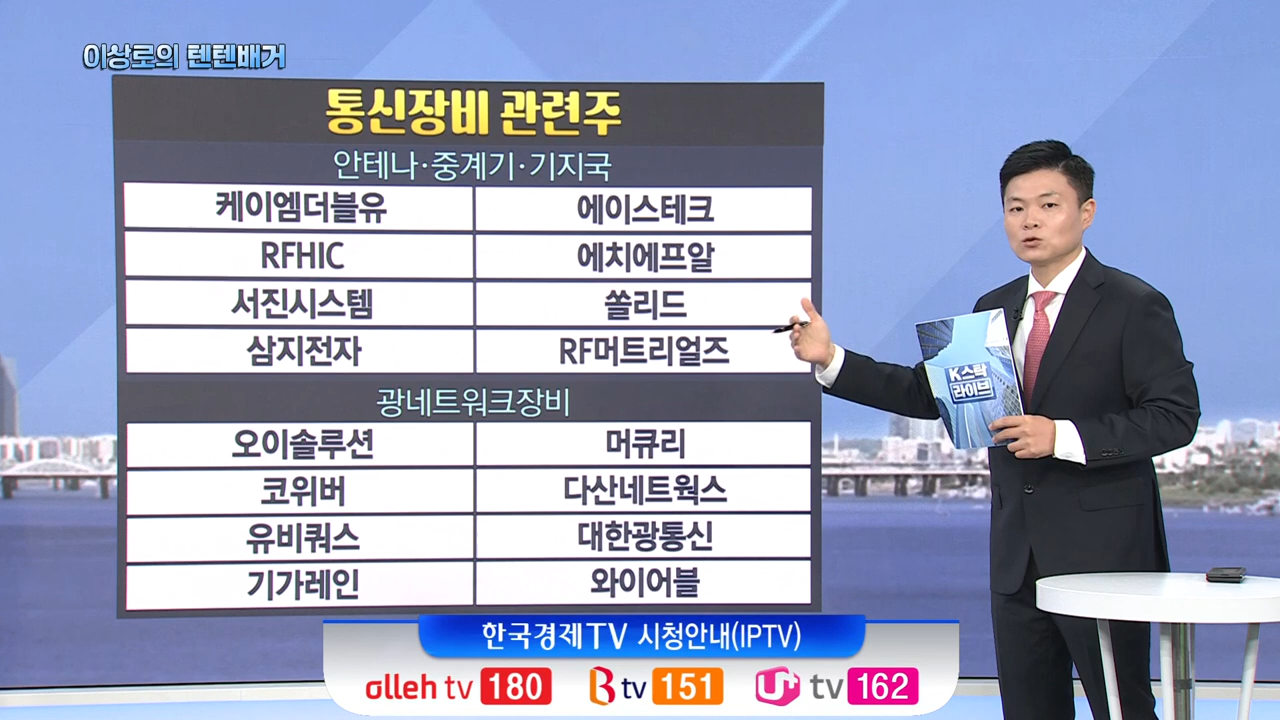 이상로의 텐텐배거
통신장비 관련주
안테나·중계기·기지국
케이엠더블유 에이스테크
RFHIC 에치에프알
서진시스템 쏠리드
삼지전자 RF머트리얼즈
광네트워크장비
오이솔루션 머큐리
코위버 다산네트웍스
유비쿼스 대한광통신
기가레인 와이어블
K스탁
라이브
한국경제TV 시청안내(IPTV)
olleh tv 180 B tv 151 U+ tv 162